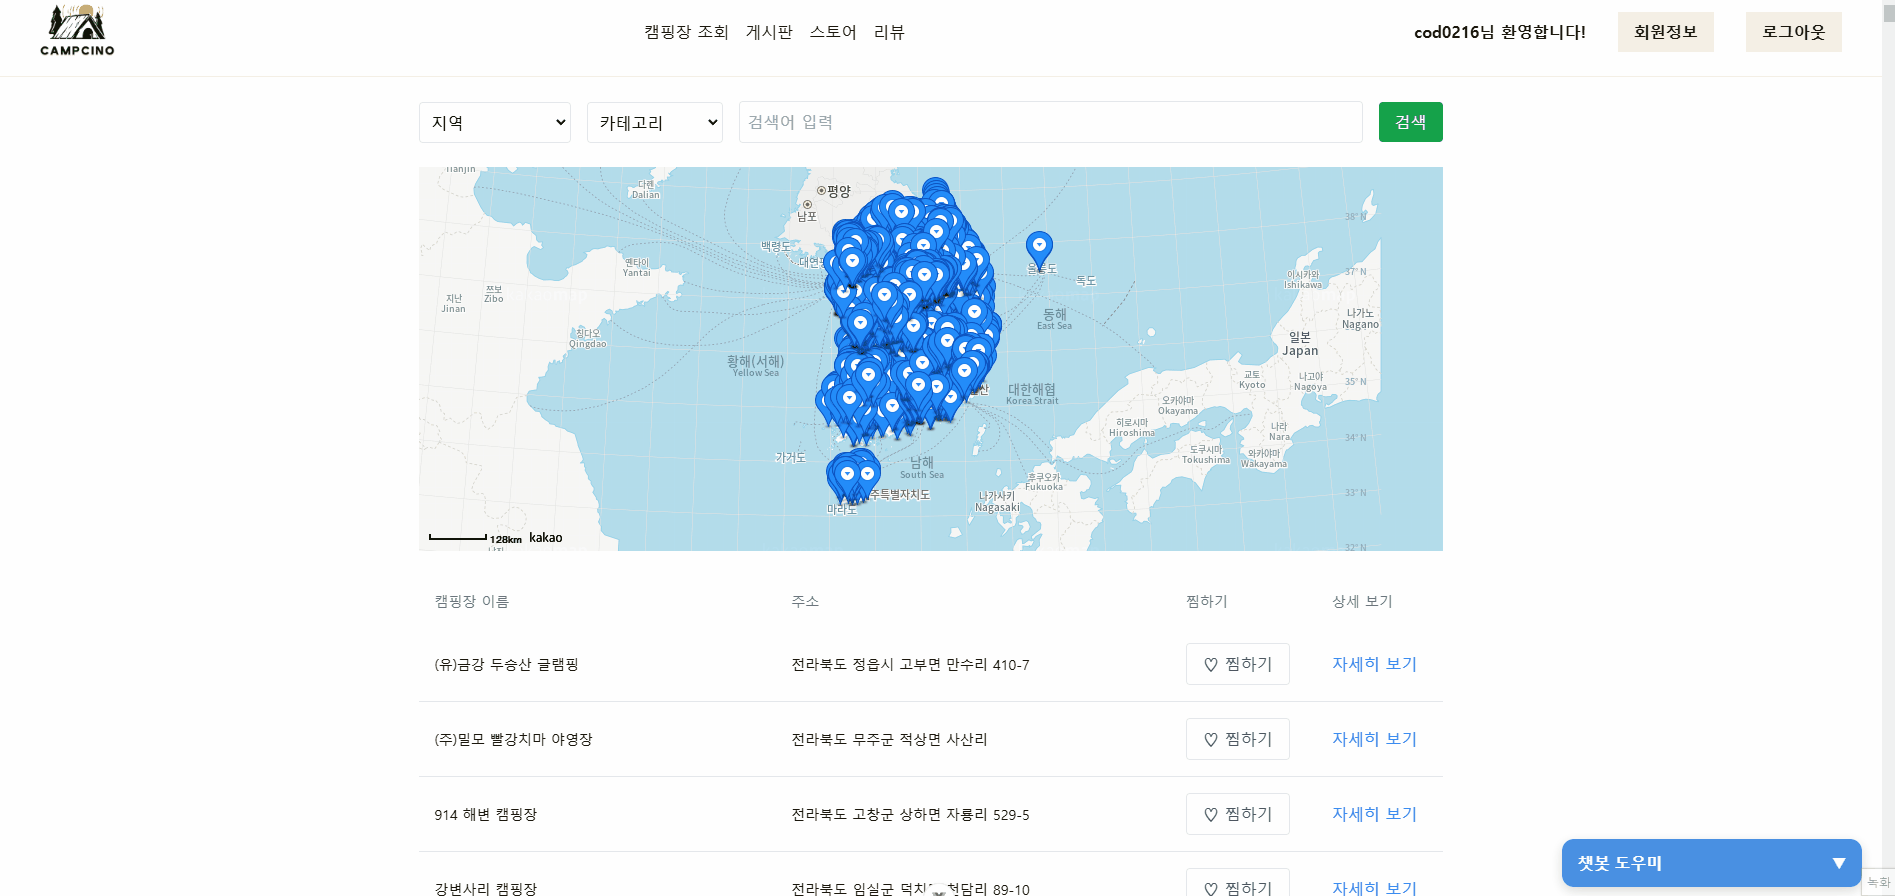 CAMPCINO
캠핑장 조회 게시판 스토어 리뷰
cod0216님 환영합니다! 회원정보 로그아웃
지역 카테고리 검색어 입력 검색
Tianjin
다렌
Dalian
평양
남포
백령도
대연평
옌타이
Yantai
울릉도
독도
38° N
이시카와
Ishikawa
37° N
지난
Jinan
쯔보
Zibo
칭다오
Qingdao
동해
East Sea
나가노
Nagano
일본
Japan
황해(서해)
Yellow Sea
대한해협
Korea Strait
교토
Kyoto
나고야
Nagoya
35° N
오카야마
Okayama
히로시마
Hiroshima
나라
Nara
34° N
도쿠시마
Tokushima
와카야마
Wakayama
가거도
남해
South Sea
후쿠오카
Fukuoka
33° N
나가사키
Nagasaki
주특별자치도
마라도
128km kakao
32° N
캠핑장 이름 주소 찜하기 상세 보기
(유)금강 두승산 글램핑 전라북도 정읍시 고부면 만수리 410-7 ♡ 찜하기 자세히 보기
(주)밀모 빨강치마 야영장 전라북도 무주군 적상면 사산리 ♡ 찜하기 자세히 보기
914 해변 캠핑장 전라북도 고창군 상하면 자룡리 529-5 ♡ 찜하기 자세히 보기
강변사리 캠핑장 전라북도 임실군 89-10 ♡ 찜하기 자세히 보기
챗봇 도우미 ▼
녹화